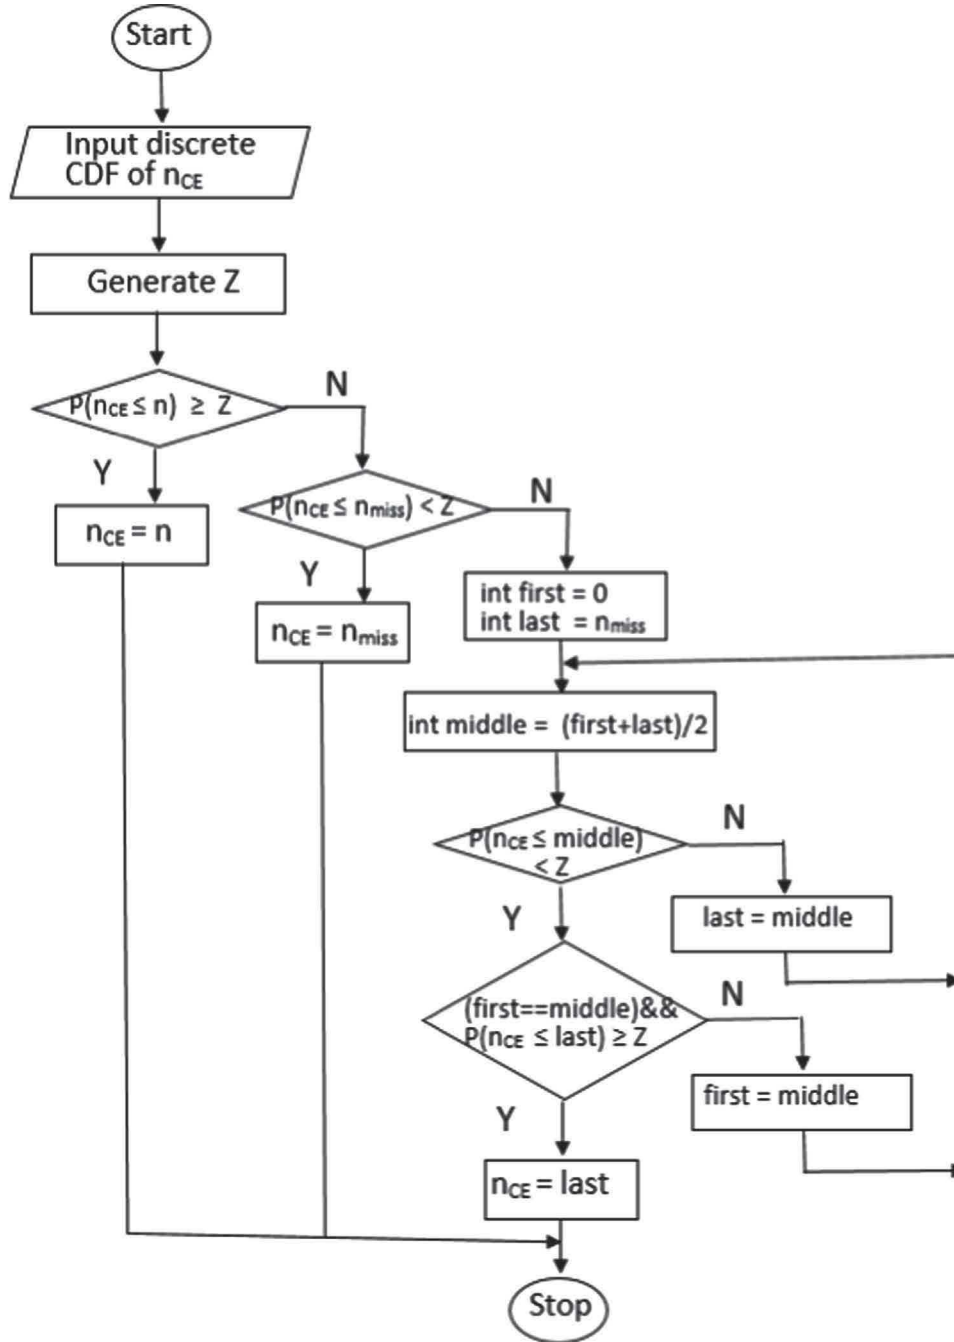 Start
Input discrete
CDF of nCE
Generate Z
P(nCE ≤ n) ≥ Z
N
Y
nCE = n
P(nCE ≤ nmiss) < Z
N
Y
nCE = nmiss
int first = 0
int last = nmiss
int middle = (first+last)/2
P(nCE ≤ middle)
< Z
N
Y
last = middle
(first==middle)&&
P(nCE ≤ last) ≥ Z
N
Y
first = middle
nCE = last
Stop